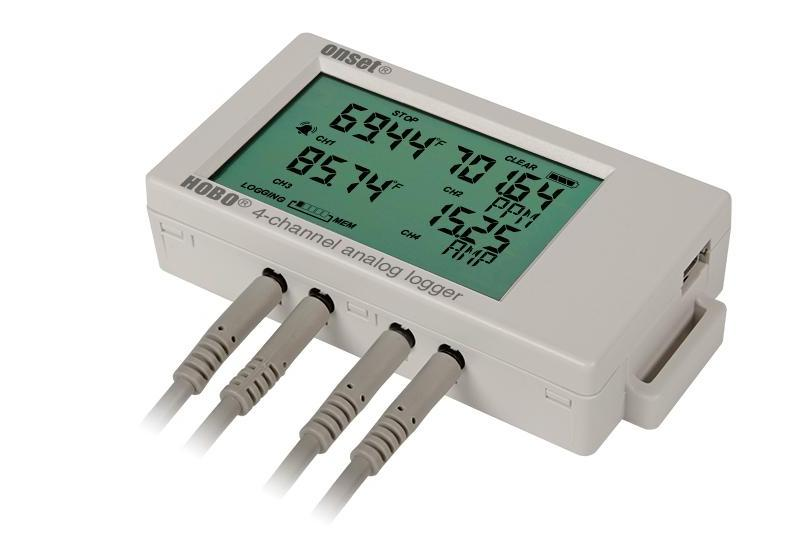 onset®
STOP
69.44°F
CH1
CLEAR
701.64
PPM
CH2
85.74°F
CH3
15.25
AMP
CH4
LOGGING
MEM
HOBO® 4-channel analog logger